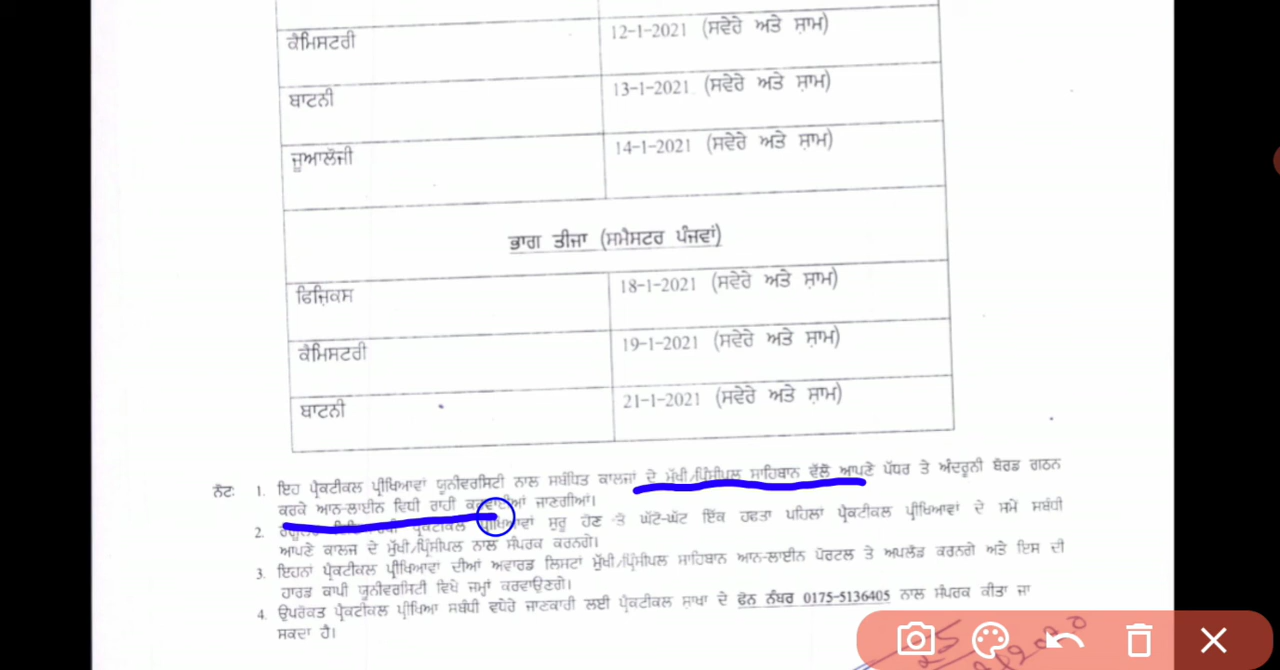 ਕੈਮਿਸਟਰੀ 12-1-2021 (ਸਵੇਰੇ ਅਤੇ ਸ਼ਾਮ)
ਬਾਟਨੀ 13-1-2021 (ਸਵੇਰੇ ਅਤੇ ਸ਼ਾਮ)
ਜੂਆਲੋਜੀ 14-1-2021 (ਸਵੇਰੇ ਅਤੇ ਸ਼ਾਮ)
ਭਾਗ ਤੀਜਾ (ਸਮੈਸਟਰ ਪੰਜਵਾਂ)
ਫਿਜ਼ਿਕਸ 18-1-2021 (ਸਵੇਰੇ ਅਤੇ ਸ਼ਾਮ)
ਕੈਮਿਸਟਰੀ 19-1-2021 (ਸਵੇਰੇ ਅਤੇ ਸ਼ਾਮ)
ਬਾਟਨੀ 21-1-2021 (ਸਵੇਰੇ ਅਤੇ ਸ਼ਾਮ)
ਨੋਟ: 1. ਇਹ ਪ੍ਰੈਕਟੀਕਲ ਪ੍ਰੀਖਿਆਵਾਂ ਯੂਨੀਵਰਸਿਟੀ ਨਾਲ ਸਬੰਧਿਤ ਕਾਲਜਾਂ ਦੇ ਮੁੱਖੀ/ਪ੍ਰਿੰਸੀਪਲ ਸਾਹਿਬਾਨ ਵੱਲੋਂ ਆਪਣੇ ਪੱਧਰ ਤੇ ਅੰਦਰੂਨੀ ਬੋਰਡ ਗਠਨ
ਕਰਕੇ ਆਨ-ਲਾਈਨ ਵਿਧੀ ਰਾਹੀਂ ਕਰਵਾਈਆਂ ਜਾਣਗੀਆਂ।
2. ਪ੍ਰੈਕਟੀਕਲ ਪ੍ਰੀਖਿਆਵਾਂ ਸ਼ੁਰੂ ਹੋਣ ਤੋਂ ਘੱਟੋ-ਘੱਟ ਇੱਕ ਹਫਤਾ ਪਹਿਲਾਂ ਪ੍ਰੈਕਟੀਕਲ ਪ੍ਰੀਖਿਆਵਾਂ ਦੇ ਸਮੇਂ ਸਬੰਧੀ
ਆਪਣੇ ਕਾਲਜ ਦੇ ਮੁੱਖੀ/ਪ੍ਰਿੰਸੀਪਲ ਨਾਲ ਸੰਪਰਕ ਕਰਨਗੇ।
3. ਇਹਨਾਂ ਪ੍ਰੈਕਟੀਕਲ ਪ੍ਰੀਖਿਆਵਾਂ ਦੀਆਂ ਅਵਾਰਡ ਲਿਸਟਾਂ ਮੁੱਖੀ/ਪ੍ਰਿੰਸੀਪਲ ਸਾਹਿਬਾਨ ਆਨ-ਲਾਈਨ ਪੋਰਟਲ ਤੇ ਅਪਲੋਡ ਕਰਨਗੇ ਅਤੇ ਇਸ ਦੀ
ਹਾਰਡ ਕਾਪੀ ਯੂਨੀਵਰਸਿਟੀ ਵਿਖੇ ਜਮ੍ਹਾਂ ਕਰਵਾਉਣਗੇ।
4. ਉਪਰੋਕਤ ਪ੍ਰੈਕਟੀਕਲ ਪ੍ਰੀਖਿਆ ਸਬੰਧੀ ਵਧੇਰੇ ਜਾਣਕਾਰੀ ਲਈ ਪ੍ਰੈਕਟੀਕਲ ਸ਼ਾਖਾ ਦੇ ਫੋਨ ਨੰਬਰ 0175-5136405 ਨਾਲ ਸੰਪਰਕ ਕੀਤਾ ਜਾ
ਸਕਦਾ ਹੈ।